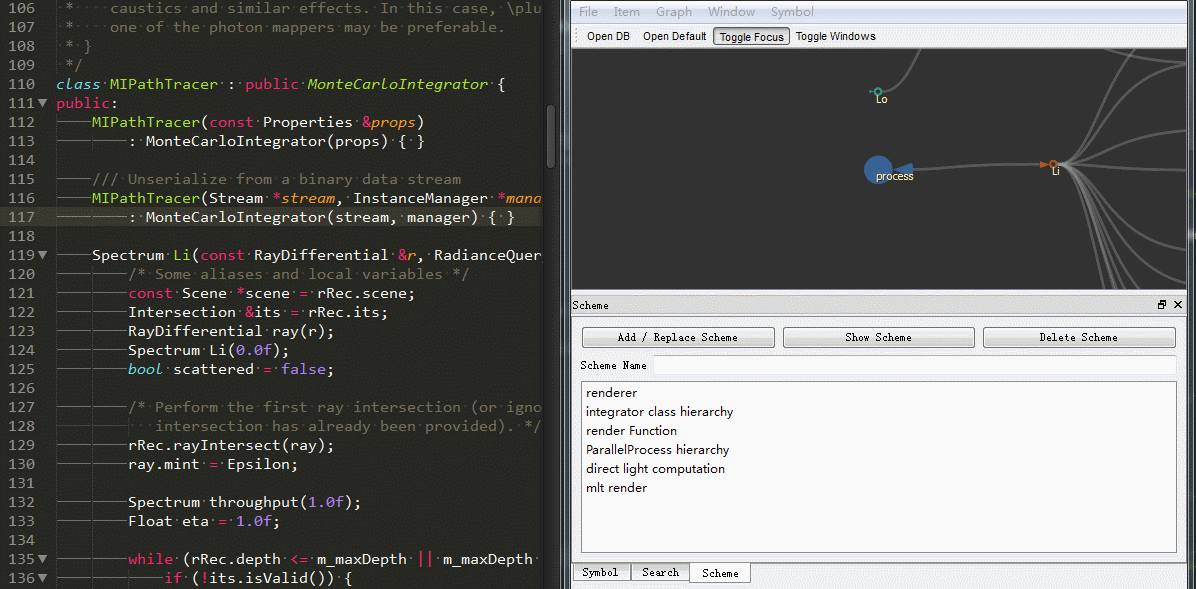 106 * caustics and similar effects. In this case, \plu
107 * one of the photon mappers may be preferable.
108 * }
109 */
110 class MIPathTracer : public MonteCarloIntegrator {
111 public:
112 MIPathTracer(const Properties &props)
113 : MonteCarloIntegrator(props) { }
114
115 /// Unserialize from a binary data stream
116 MIPathTracer(Stream *stream, InstanceManager *mana
117 : MonteCarloIntegrator(stream, manager) { }
118
119 Spectrum Li(const RayDifferential &r, RadianceQuer
120 /* Some aliases and local variables */
121 const Scene *scene = rRec.scene;
122 Intersection &its = rRec.its;
123 RayDifferential ray(r);
124 Spectrum Li(0.0f);
125 bool scattered = false;
126
127 /* Perform the first ray intersection (or igno
128 intersection has already been provided). */
129 rRec.rayIntersect(ray);
130 ray.mint = Epsilon;
131
132 Spectrum throughput(1.0f);
133 Float eta = 1.0f;
134
135 while (rRec.depth <= m_maxDepth || m_maxDepth
136 if (!its.isValid()) {
File Item Graph Window Symbol
Open DB Open Default Toggle Focus Toggle Windows
Lo
process
Li
Scheme
Add / Replace Scheme Show Scheme Delete Scheme
Scheme Name
renderer
integrator class hierarchy
render Function
ParallelProcess hierarchy
direct light computation
mlt render
Symbol Search Scheme